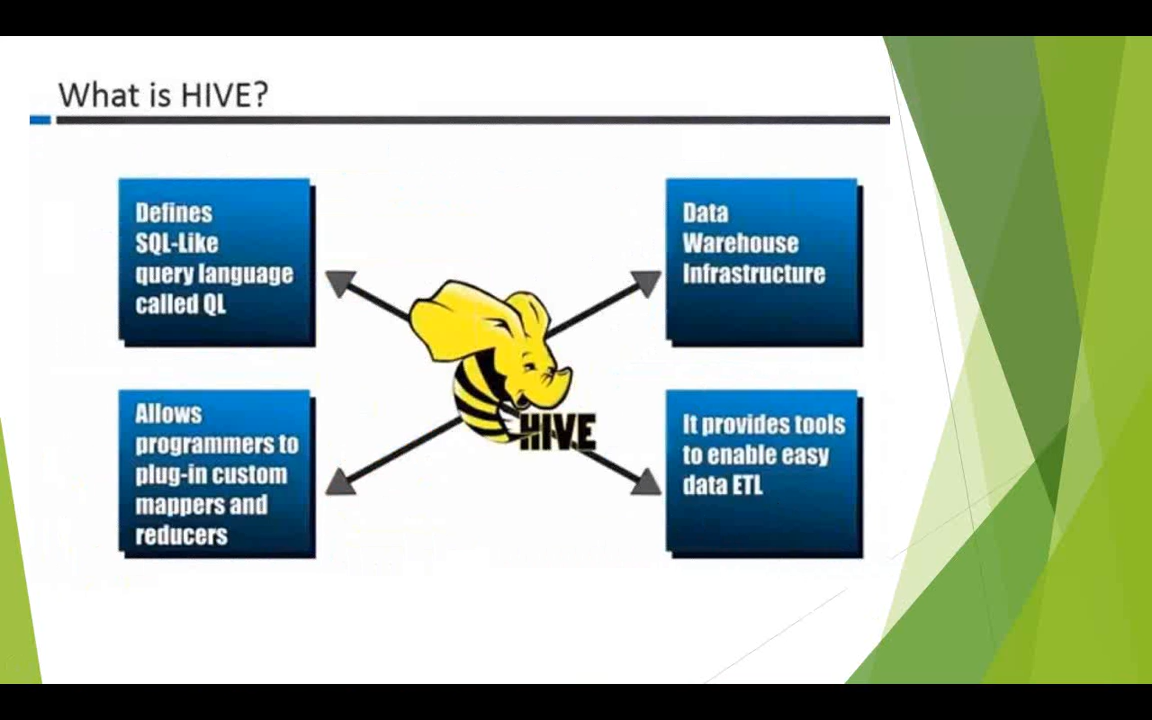 What is HIVE?
Defines
SQL-Like
query language
called QL
Data
Warehouse
Infrastructure
HIVE
Allows
programmers to
plug-in custom
mappers and
reducers
It provides tools
to enable easy
data ETL